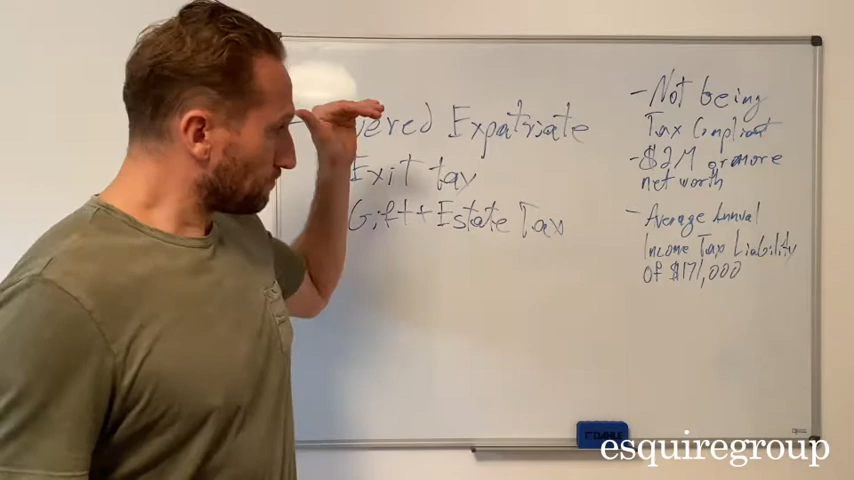 vered Expatriate
Exit tax
Gift + Estate Tax
- Not being
Tax Compliant
- $2M or more
net worth
- Average Annual
Income Tax Liability
of $171,000
esquiregroup